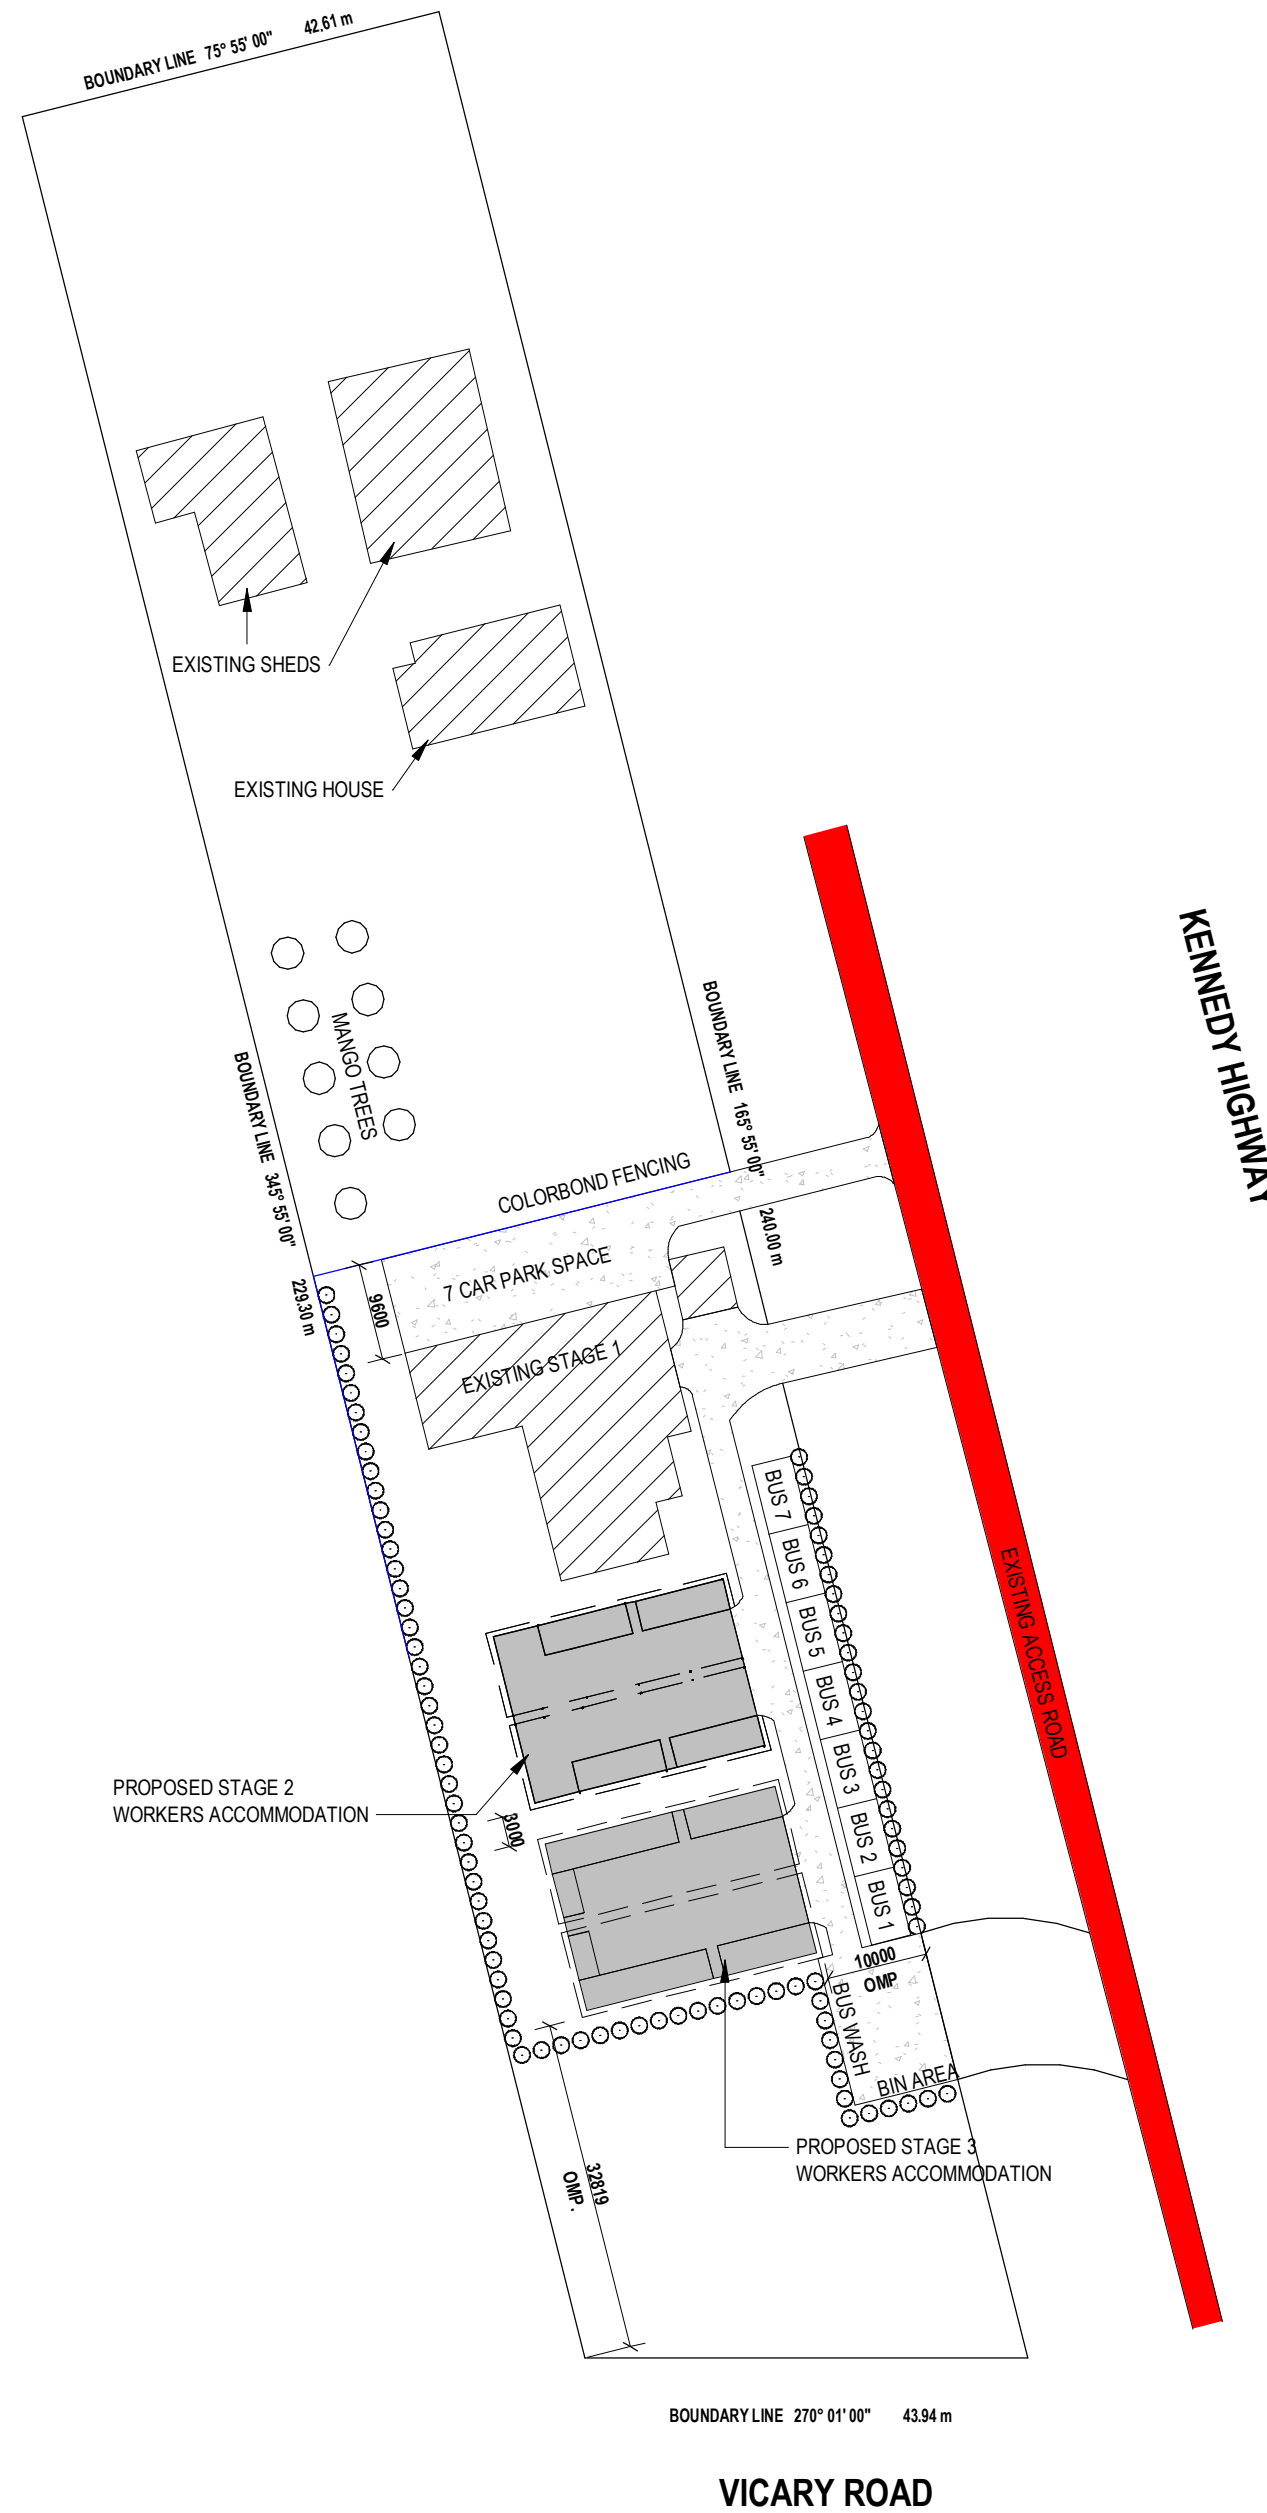 BOUNDARY LINE 75° 55' 00" 42.61 m
EXISTING SHEDS
EXISTING HOUSE
KENNEDY HIGHWAY
MANGO TREES
BOUNDARY LINE 165° 55' 00"
240.00 m
BOUNDARY LINE 345° 55' 00"
229.30 m
COLORBOND FENCING
7 CAR PARK SPACE
9600
EXISTING STAGE 1
BUS 7
BUS 6
BUS 5
BUS 4
BUS 3
BUS 2
BUS 1
EXISTING ACCESS ROAD
PROPOSED STAGE 2
WORKERS ACCOMMODATION
3000
10000
OMP
BUS WASH
BIN AREA
PROPOSED STAGE 3
WORKERS ACCOMMODATION
32819
OMP.
BOUNDARY LINE 270° 01' 00" 43.94 m
VICARY ROAD